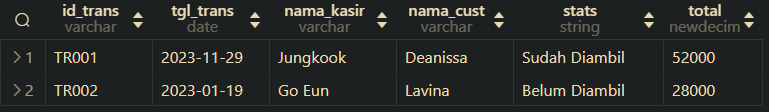 id_trans tgl_trans nama_kasir nama_cust stats total
varchar date varchar varchar string newdecim
1 TR001 2023-11-29 Jungkook Deanissa Sudah Diambil 52000
2 TR002 2023-01-19 Go Eun Lavina Belum Diambil 28000